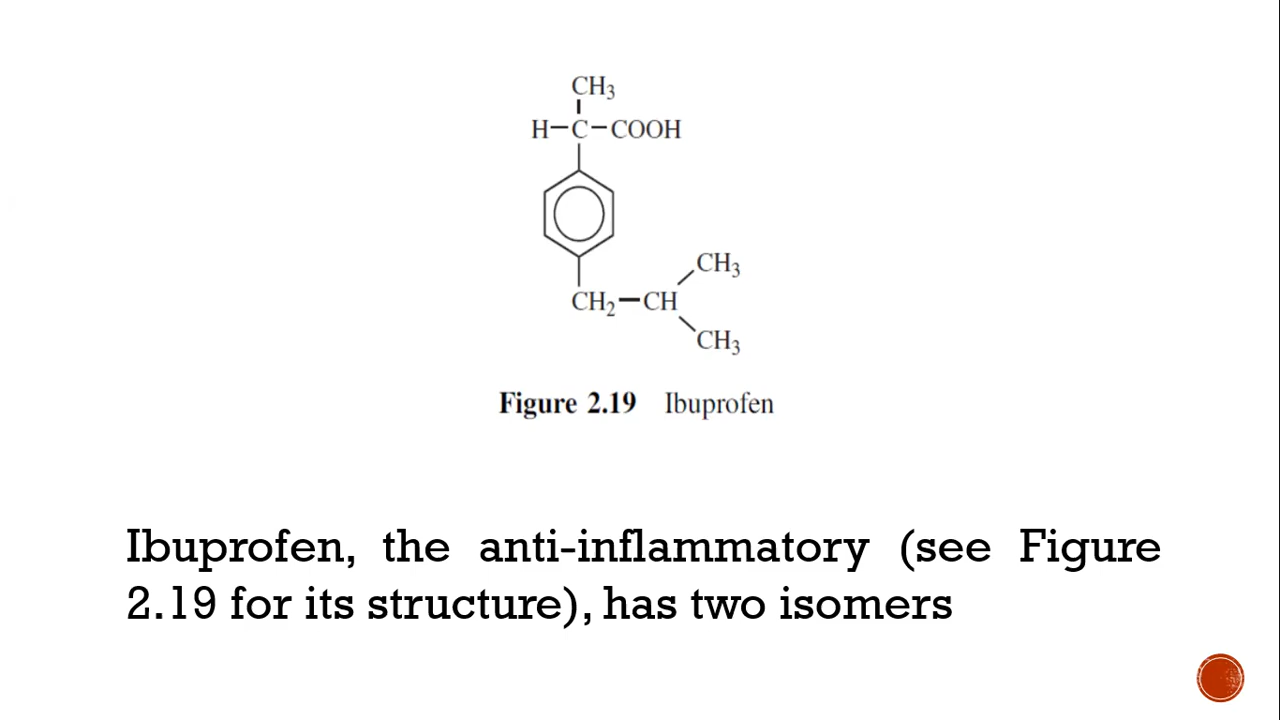 CH₃
H–C–COOH
CH₃
CH₂–CH
CH₃
Figure 2.19 Ibuprofen
Ibuprofen, the anti-inflammatory (see Figure
2.19 for its structure), has two isomers